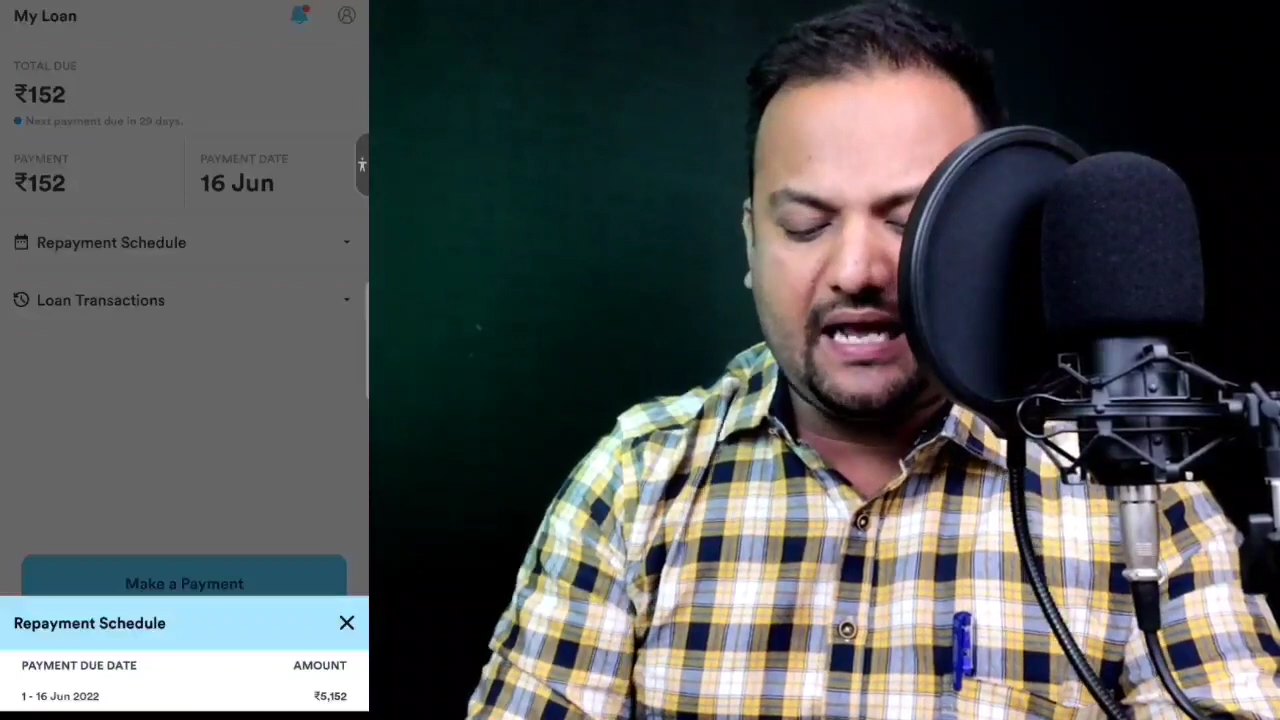 My Loan
TOTAL DUE
₹152
Next payment due in 29 days.
PAYMENT
₹152
PAYMENT DATE
16 Jun
Repayment Schedule
Loan Transactions
Make a Payment
Repayment Schedule
PAYMENT DUE DATE AMOUNT
1 - 16 Jun 2022 ₹5,152